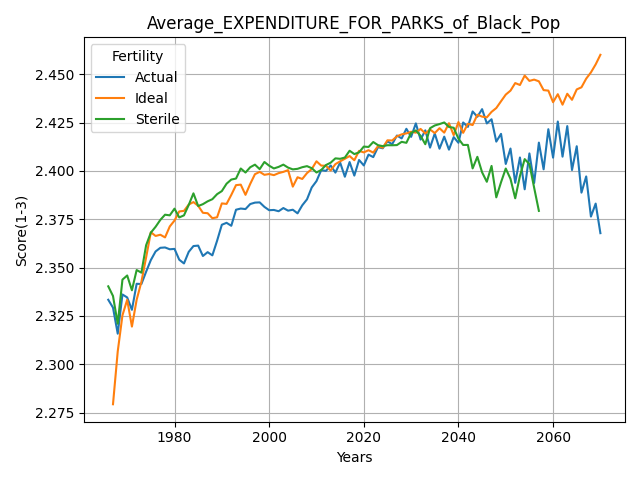 Average_EXPENDITURE_FOR_PARKS_of_Black_Pop
Fertility
Actual
Ideal
Sterile
Score(1-3)
2.450
2.425
2.400
2.375
2.350
2.325
2.300
2.275
1980 2000 2020 2040 2060
Years